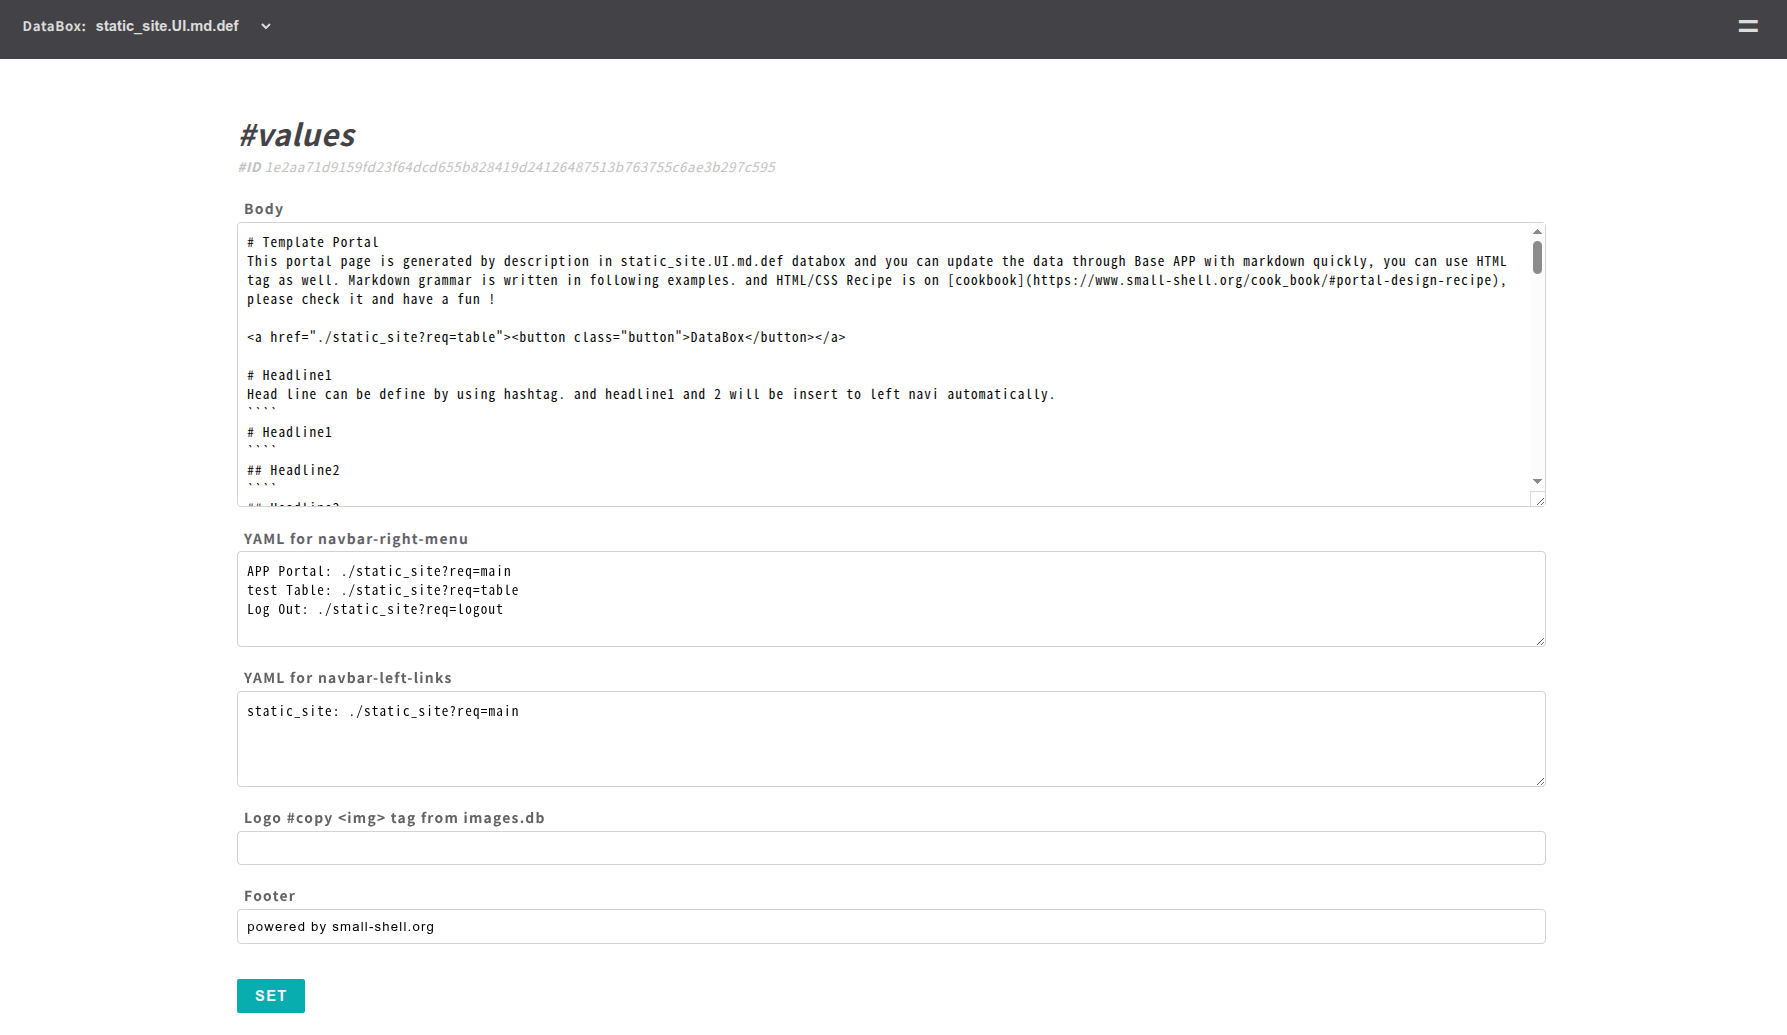 DataBox: static_site.UI.md.def
#values
#ID 1e2aa71d9159fd23f64dcd655b828419d24126487513b763755c6ae3b297c595
Body
# Template Portal
This portal page is generated by description in static_site.UI.md.def databox and you can update the data through Base APP with markdown quickly, you can use HTML
tag as well. Markdown grammar is written in following examples. and HTML/CSS Recipe is on [cookbook](https://www.small-shell.org/cook_book/#portal-design-recipe),
please check it and have a fun !
<a href="./static_site?req=table"><button class="button">DataBox</button></a>
# Headline1
Head line can be define by using hashtag. and headline1 and 2 will be insert to left navi automatically.
````
# Headline1
````
## Headline2
````
## Headline2
YAML for navbar-right-menu
APP Portal: ./static_site?req=main
test Table: ./static_site?req=table
Log Out: ./static_site?req=logout
YAML for navbar-left-links
static_site: ./static_site?req=main
Logo #copy <img> tag from images.db
Footer
powered by small-shell.org
SET